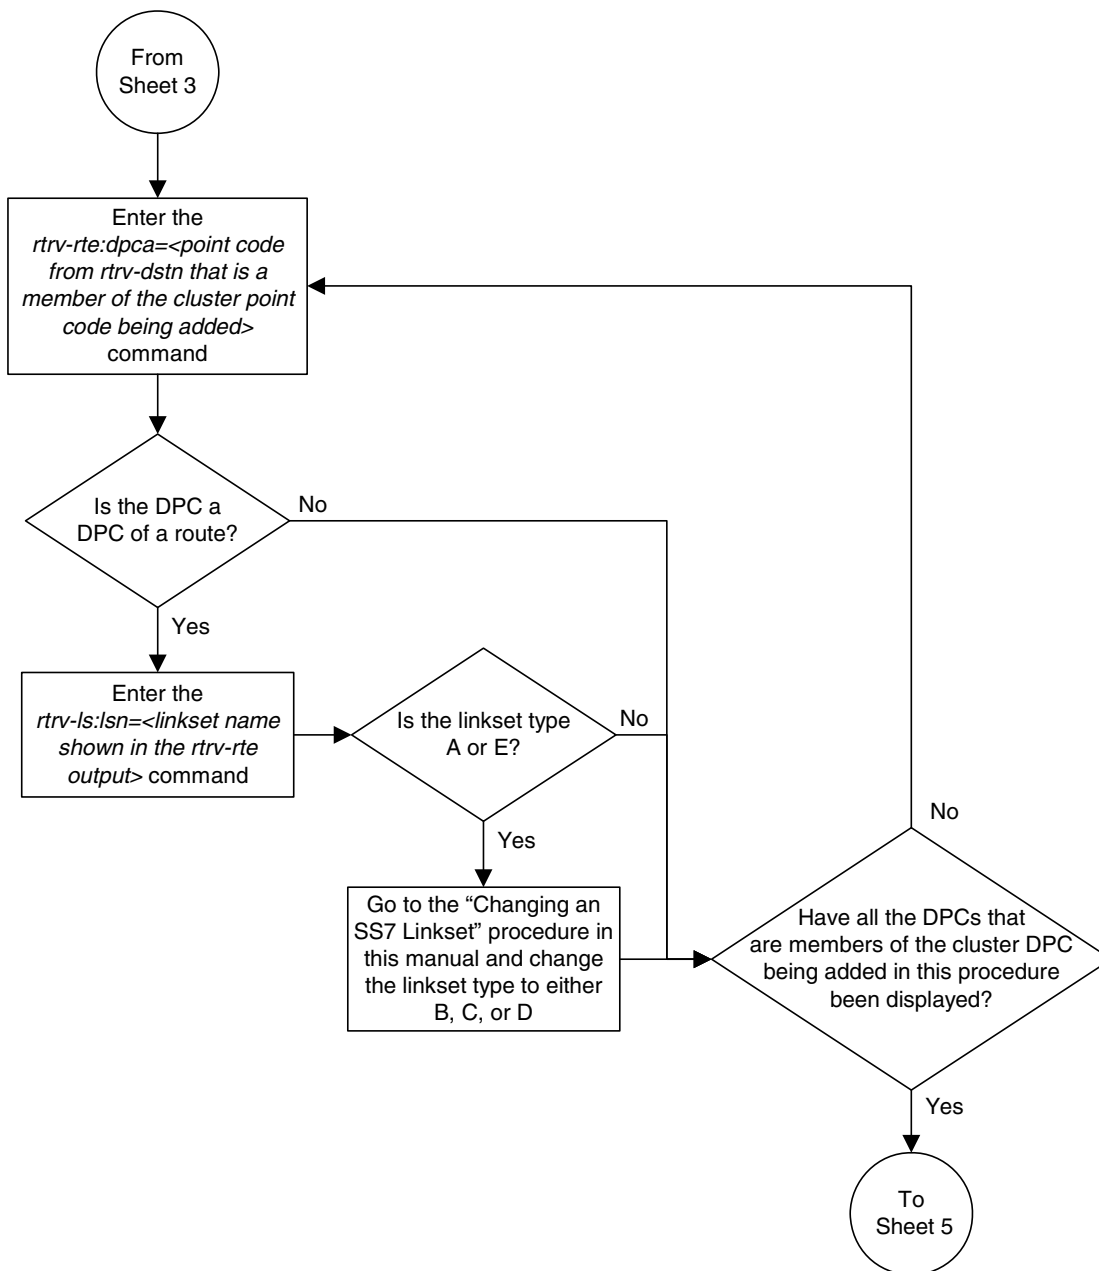 From
Sheet 3
Enter the
rtrv-rte:dpca=<point code
from rtrv-dstn that is a
member of the cluster point
code being added>
command
Is the DPC a
DPC of a route?
No
Yes
Enter the
rtrv-ls:lsn=<linkset name
shown in the rtrv-rte
output> command
Is the linkset type
A or E?
No
Yes
Go to the “Changing an
SS7 Linkset” procedure in
this manual and change
the linkset type to either
B, C, or D
No
Have all the DPCs that
are members of the cluster DPC
being added in this procedure
been displayed?
Yes
To
Sheet 5